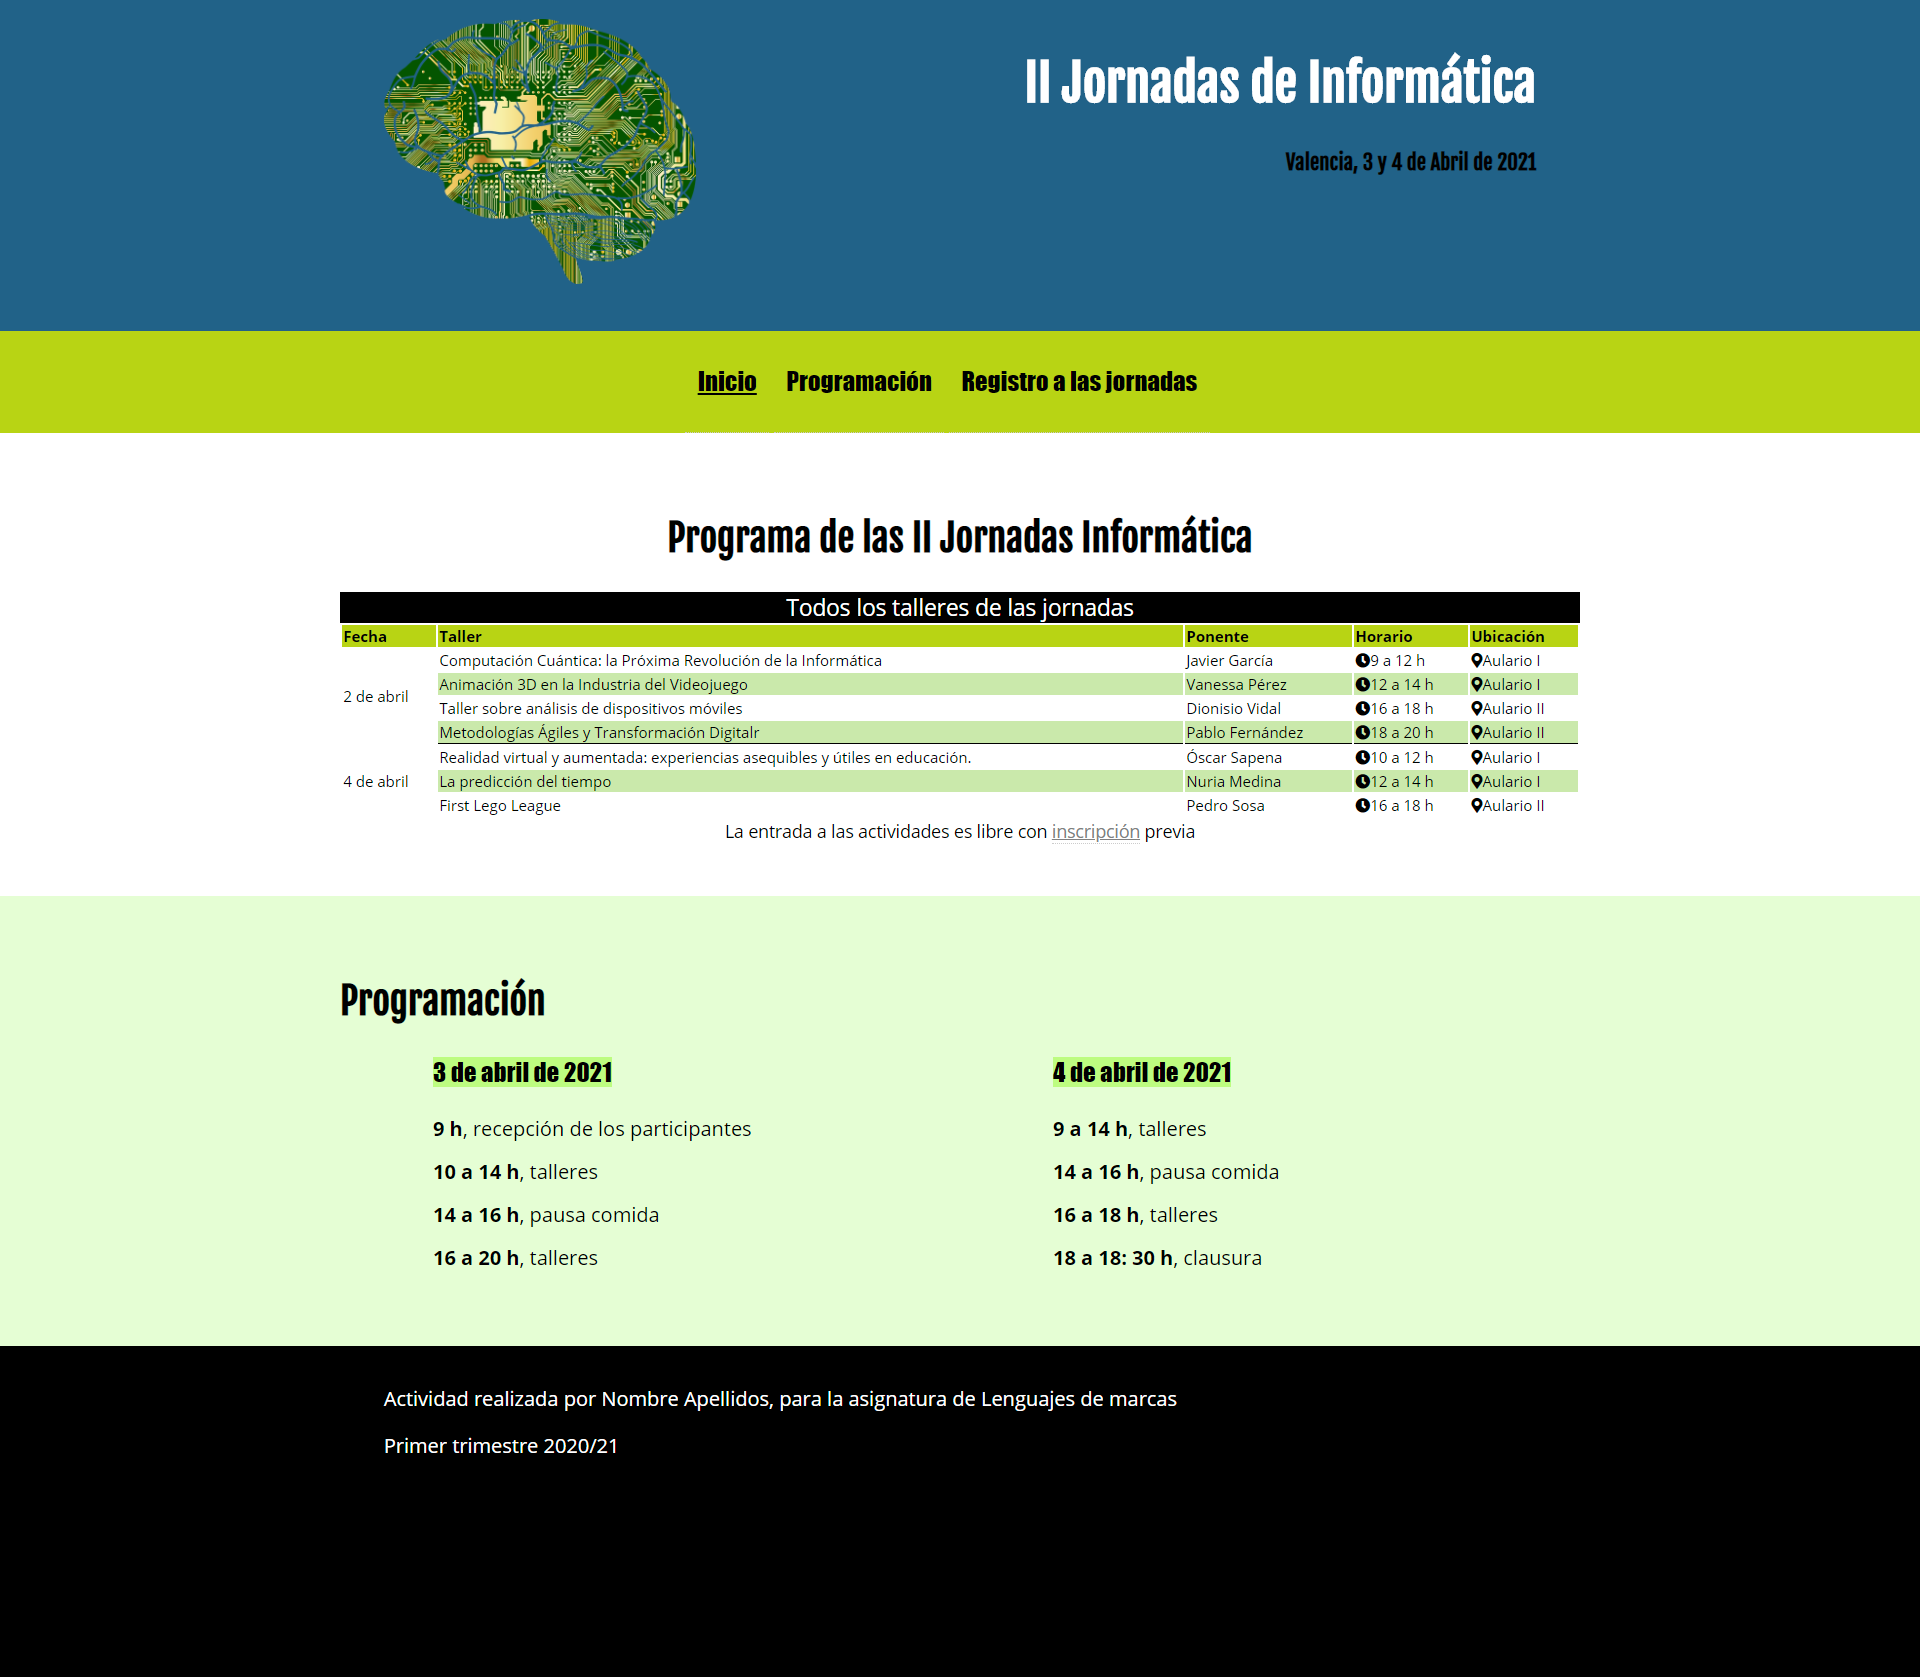 II Jornadas de Informática
Valencia, 3 y 4 de Abril de 2021
Inicio Programación Registro a las jornadas
Programa de las II Jornadas Informática
Todos los talleres de las jornadas
Fecha Taller Ponente Horario Ubicación
2 de abril
Computación Cuántica: la Próxima Revolución de la Informática Javier García 9 a 12 h Aulario I
Animación 3D en la Industria del Videojuego Vanessa Pérez 12 a 14 h Aulario I
Taller sobre análisis de dispositivos móviles Dionisio Vidal 16 a 18 h Aulario II
Metodologías Ágiles y Transformación Digitalr Pablo Fernández 18 a 20 h Aulario II
4 de abril
Realidad virtual y aumentada: experiencias asequibles y útiles en educación. Óscar Sapena 10 a 12 h Aulario I
La predicción del tiempo Nuria Medina 12 a 14 h Aulario I
First Lego League Pedro Sosa 16 a 18 h Aulario II
La entrada a las actividades es libre con inscripción previa
Programación
3 de abril de 2021
9 h, recepción de los participantes
10 a 14 h, talleres
14 a 16 h, pausa comida
16 a 20 h, talleres
4 de abril de 2021
9 a 14 h, talleres
14 a 16 h, pausa comida
16 a 18 h, talleres
18 a 18: 30 h, clausura
Actividad realizada por Nombre Apellidos, para la asignatura de Lenguajes de marcas
Primer trimestre 2020/21